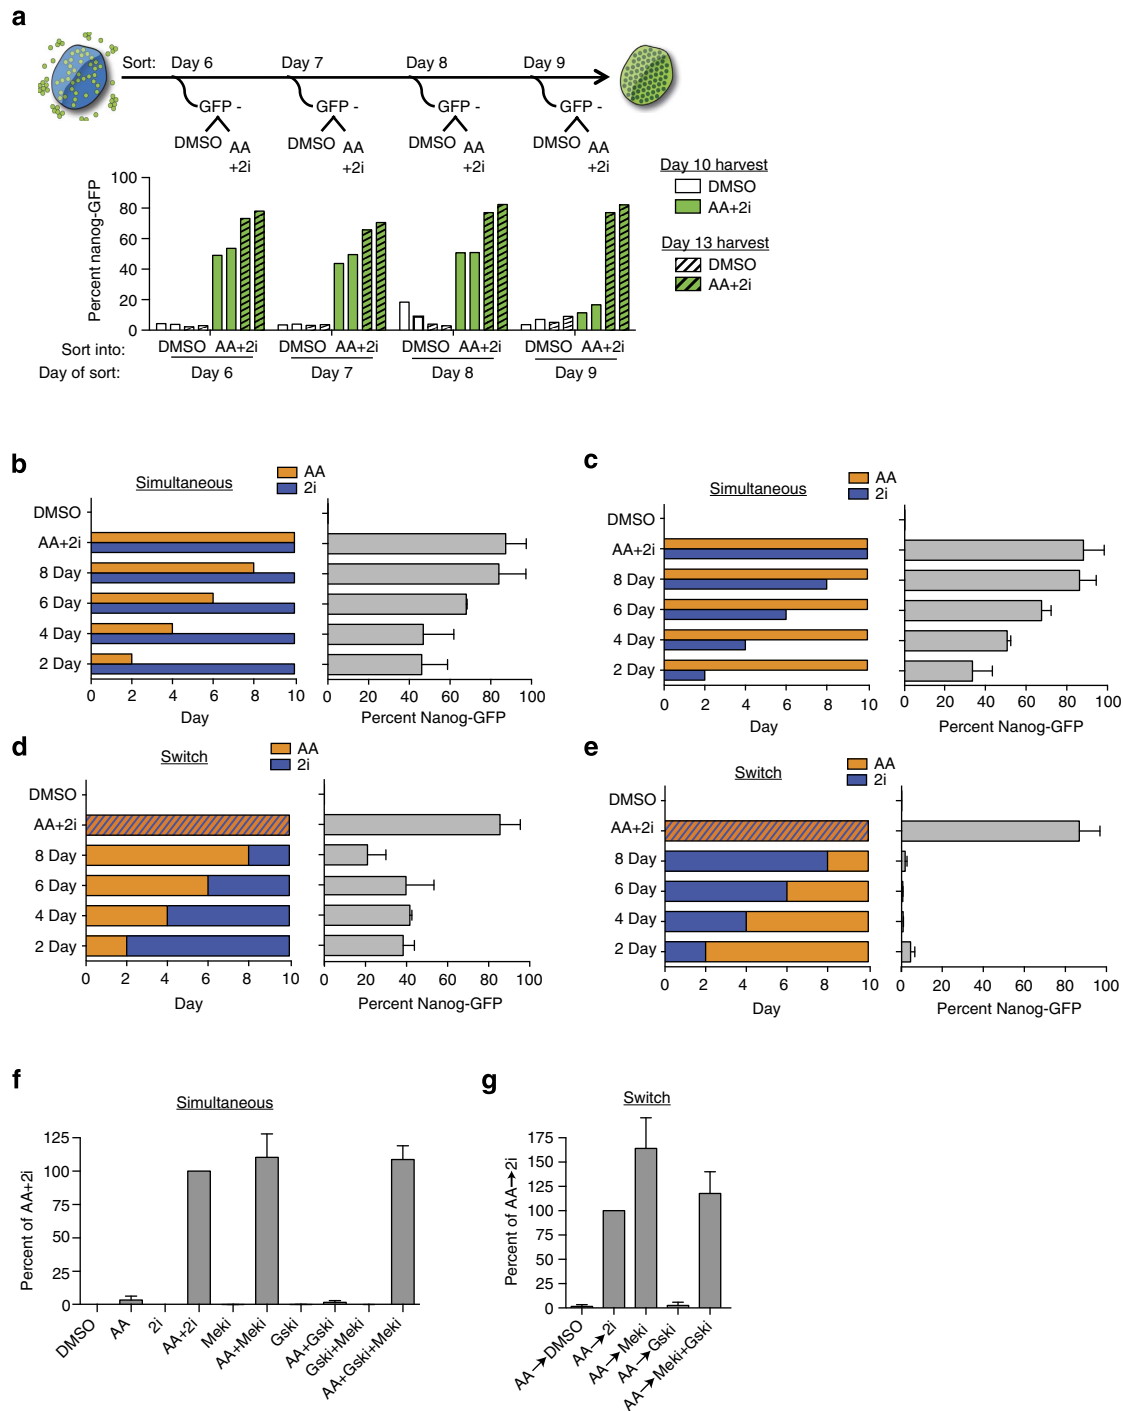 a
Sort: Day 6 Day 7 Day 8 Day 9
GFP - GFP - GFP - GFP -
DMSO AA +2i DMSO AA +2i DMSO AA +2i DMSO AA +2i
Percent nanog-GFP
100
80
60
40
20
0
Day 10 harvest
DMSO
AA+2i
Day 13 harvest
DMSO
AA+2i
Sort into: DMSO AA+2i DMSO AA+2i DMSO AA+2i DMSO AA+2i
Day of sort: Day 6 Day 7 Day 8 Day 9
b
Simultaneous
AA
2i
DMSO
AA+2i
8 Day
6 Day
4 Day
2 Day
0 2 4 6 8 10
Day
0 20 40 60 80 100
Percent Nanog-GFP
c
Simultaneous
AA
2i
DMSO
AA+2i
8 Day
6 Day
4 Day
2 Day
0 2 4 6 8 10
Day
0 20 40 60 80 100
Percent Nanog-GFP
d
Switch
AA
2i
DMSO
AA+2i
8 Day
6 Day
4 Day
2 Day
0 2 4 6 8 10
Day
0 20 40 60 80 100
Percent Nanog-GFP
e
Switch
AA
2i
DMSO
AA+2i
8 Day
6 Day
4 Day
2 Day
0 2 4 6 8 10
Day
0 20 40 60 80 100
Percent Nanog-GFP
f
Simultaneous
Percent of AA+2i
125
100
75
50
25
0
DMSO
AA
2i
AA+2i
Meki
AA+Meki
Gski
AA+Gski
Gski+Meki
AA+Gski+Meki
g
Switch
Percent of AA→2i
175
150
125
100
75
50
25
0
AA→DMSO
AA→2i
AA→Meki
AA→Gski
AA→Meki+Gski